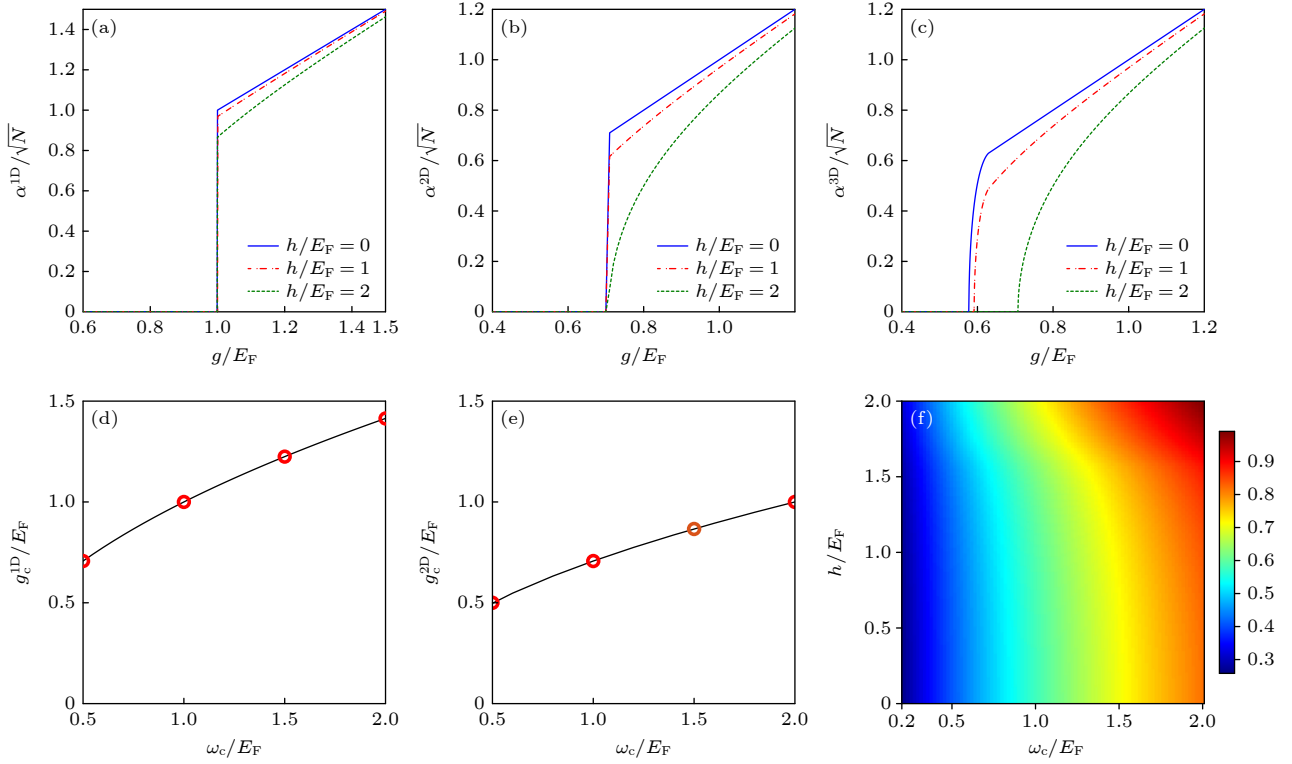 (a)
1.4
1.2
1.0
0.8
0.6
0.4
0.2
0
α^1D/√N
h/E_F = 0
h/E_F = 1
h/E_F = 2
0.6 0.8 1.0 1.2 1.4 1.5
g/E_F
(b)
1.2
1.0
0.8
0.6
0.4
0.2
0
α^2D/√N
h/E_F = 0
h/E_F = 1
h/E_F = 2
0.4 0.6 0.8 1.0
g/E_F
(c)
1.2
1.0
0.8
0.6
0.4
0.2
0
α^3D/√N
h/E_F = 0
h/E_F = 1
h/E_F = 2
0.4 0.6 0.8 1.0 1.2
g/E_F
(d)
1.5
1.0
0.5
0
g_c^1D/E_F
0.5 1.0 1.5 2.0
ω_c/E_F
(e)
1.5
1.0
0.5
0
g_c^2D/E_F
0.5 1.0 1.5 2.0
ω_c/E_F
(f)
2.0
1.5
1.0
0.5
0
h/E_F
0.2 0.5 1.0 1.5 2.0
ω_c/E_F
0.9
0.8
0.7
0.6
0.5
0.4
0.3